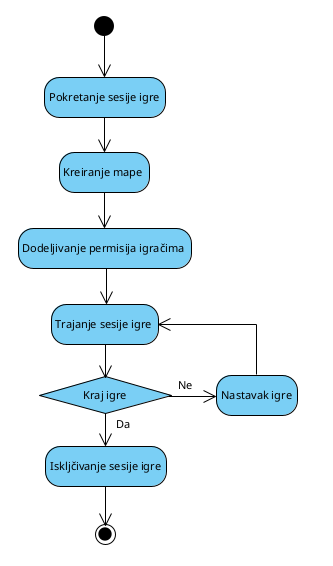 Pokretanje sesije igre
Kreiranje mape
Dodeljivanje permisija igračima
Trajanje sesije igre
Kraj igre
Ne
Nastavak igre
Da
Iskljčivanje sesije igre